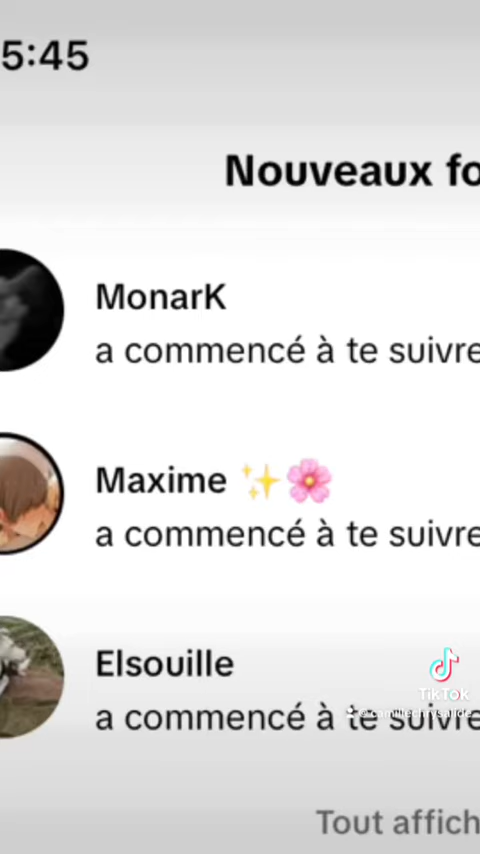 5:45
Nouveaux fo
MonarK
a commencé à te suivre
Maxime ✨🌸
a commencé à te suivre
Elsouille
a commencé à te suivre
TikTok
@camillechrysalide
Tout affich